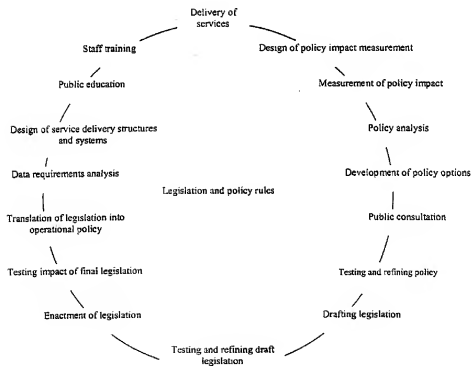 Delivery of
services
Design of policy impact measurement
Measurement of policy impact
Policy analysis
Development of policy options
Public consultation
Testing and refining policy
Drafting legislation
Testing and refining draft
legislation
Enactment of legislation
Testing impact of final legislation
Translation of legislation into
operational policy
Data requirements analysis
Design of service delivery structures
and systems
Public education
Staff training
Legislation and policy rules